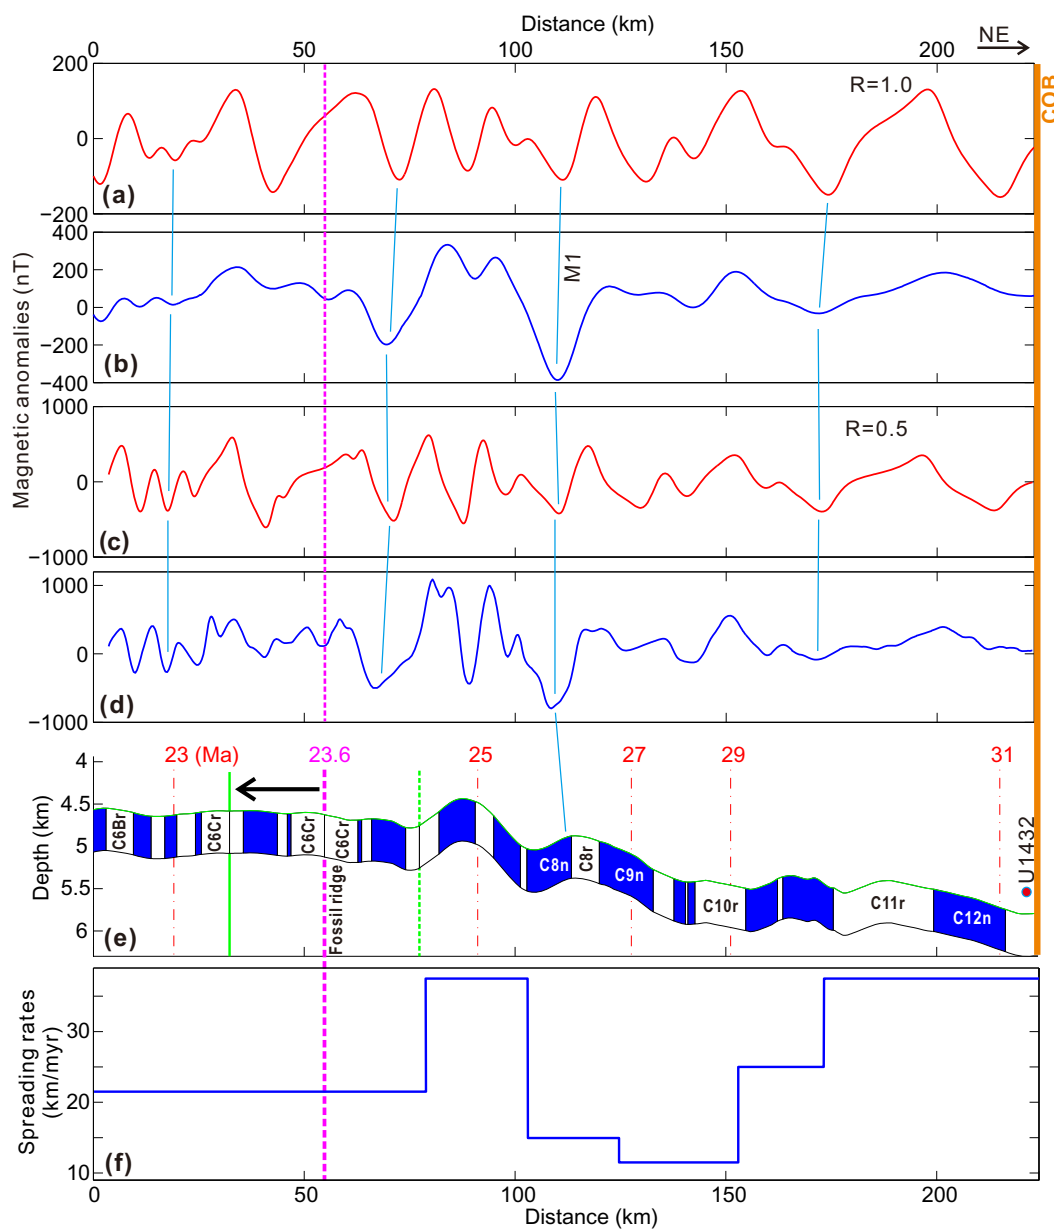 Distance (km)
0 50 100 150 200 NE
200
0
−200
R=1.0
COB
(a)
400
200
0
−200
−400
M1
(b)
Magnetic anomalies (nT)
1000
0
−1000
R=0.5
(c)
1000
0
−1000
(d)
23 (Ma) 23.6 25 27 29 31
4
4.5
5
5.5
6
Depth (km)
C6Br C6Cr C6Cr C6Cr C8n C8r C9n C10r C11r C12n
Fossil ridge
U1432
(e)
30
20
10
Spreading rates
(km/myr)
(f)
0 50 100 150 200
Distance (km)